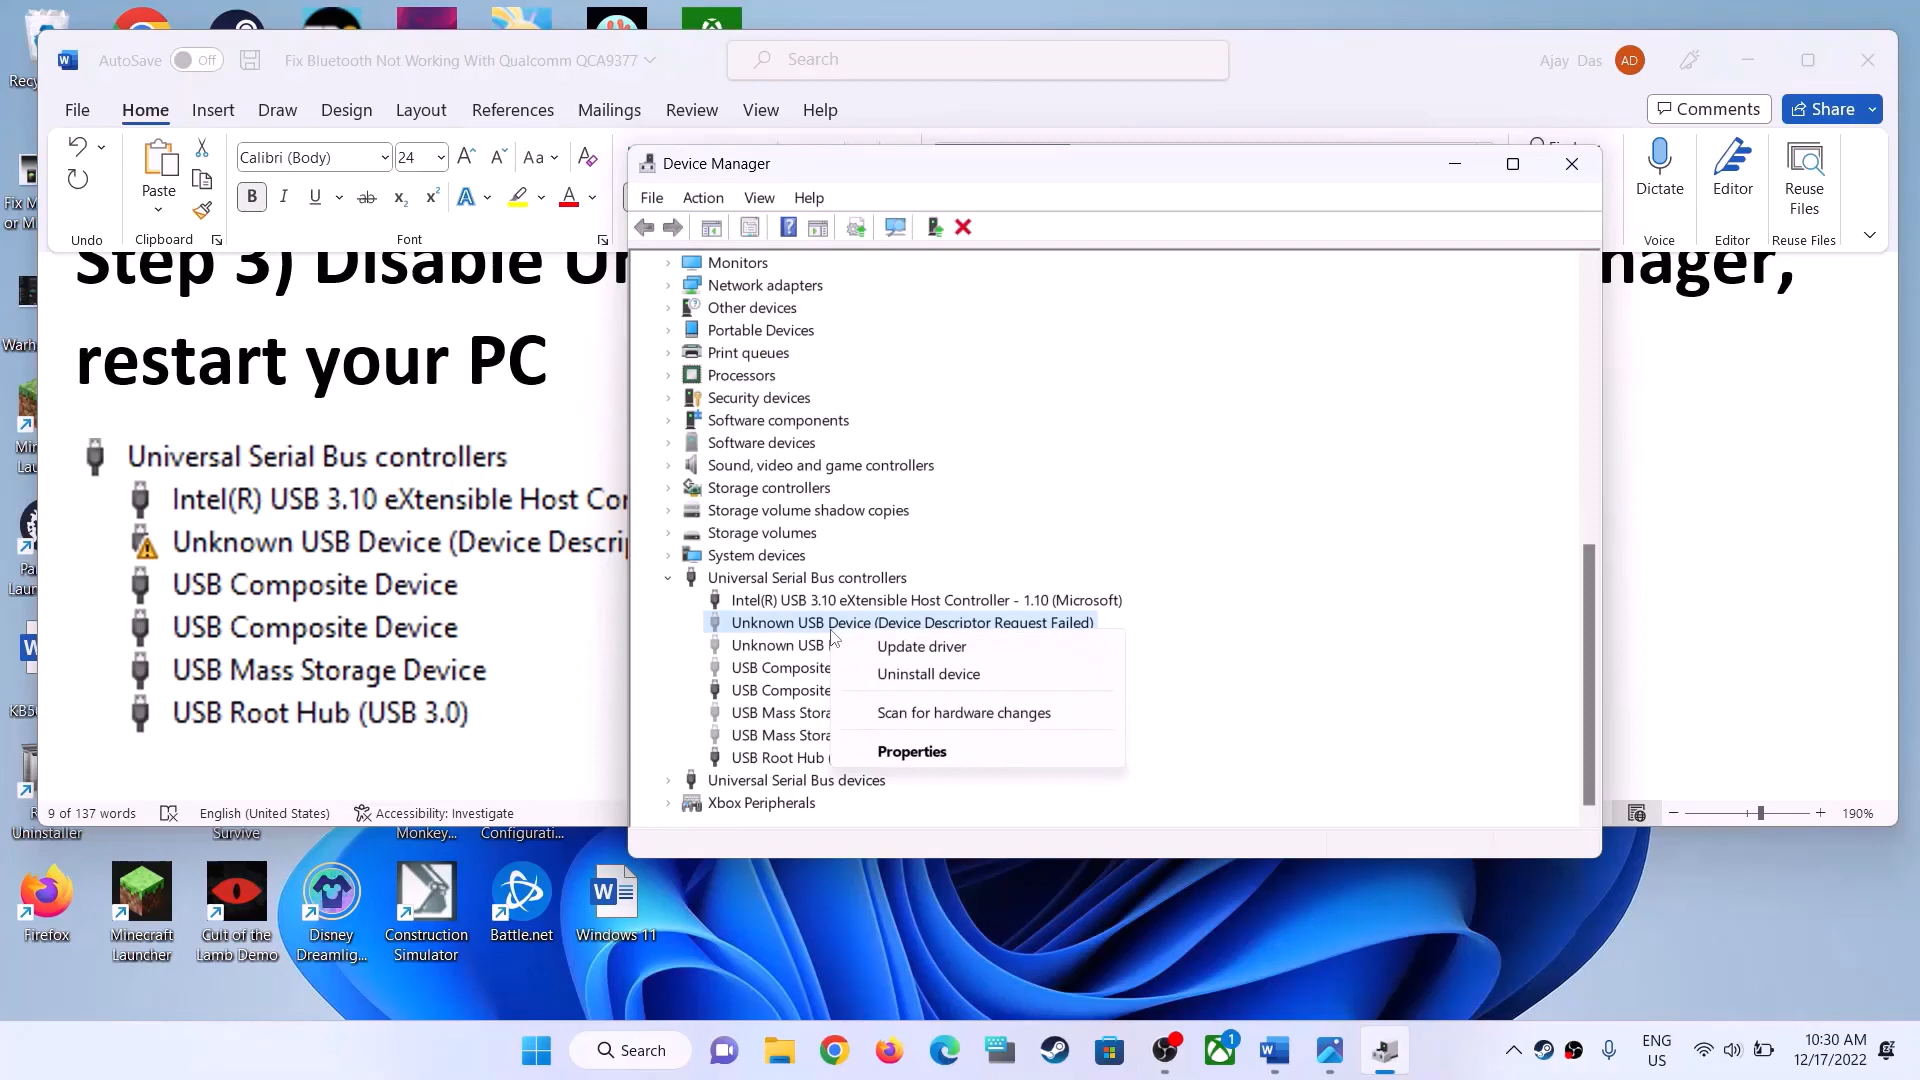 AutoSave
Off
Fix Bluetooth Not Working With Qualcomm QCA9377
Search
Ajay Das
AD
File
Home
Insert
Draw
Design
Layout
References
Mailings
Review
View
Help
Comments
Share
Calibri (Body)
24
Aa
Paste
Undo
Clipboard
Font
Dictate
Editor
Reuse
Files
Voice
Editor
Reuse Files
Step 3) Disable
restart your PC
Universal Serial Bus controllers
Intel(R) USB 3.10 eXtensible Host
Unknown USB Device (Device
USB Composite Device
USB Composite Device
USB Mass Storage Device
USB Root Hub (USB 3.0)
9 of 137 words
English (United States)
Accessibility: Investigate
190%
Device Manager
File
Action
View
Help
Monitors
Network adapters
Other devices
Portable Devices
Print queues
Processors
Security devices
Software components
Software devices
Sound, video and game controllers
Storage controllers
Storage volume shadow copies
Storage volumes
System devices
Universal Serial Bus controllers
Intel(R) USB 3.10 eXtensible Host Controller - 1.10 (Microsoft)
Unknown USB Device (Device Descriptor Request Failed)
Unknown USB
USB Composite
USB Composite
USB Mass
USB Mass
USB Root Hub
Universal Serial Bus devices
Xbox Peripherals
Update driver
Uninstall device
Scan for hardware changes
Properties
Uninstaller
Survive
Monkey...
Configurati...
Firefox
Minecraft
Launcher
Cult of the
Lamb Demo
Disney
Dreamlig...
Construction
Simulator
Battle.net
Windows 11
Search
1
ENG
US
10:30 AM
12/17/2022